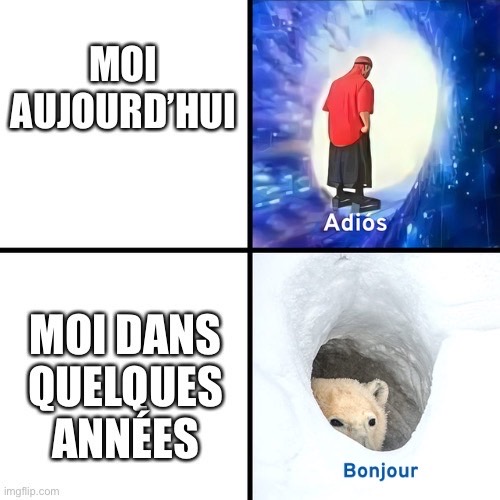 MOI
AUJOURD’HUI
Adiós
MOI DANS
QUELQUES
ANNÉES
Bonjour
imgflip.com